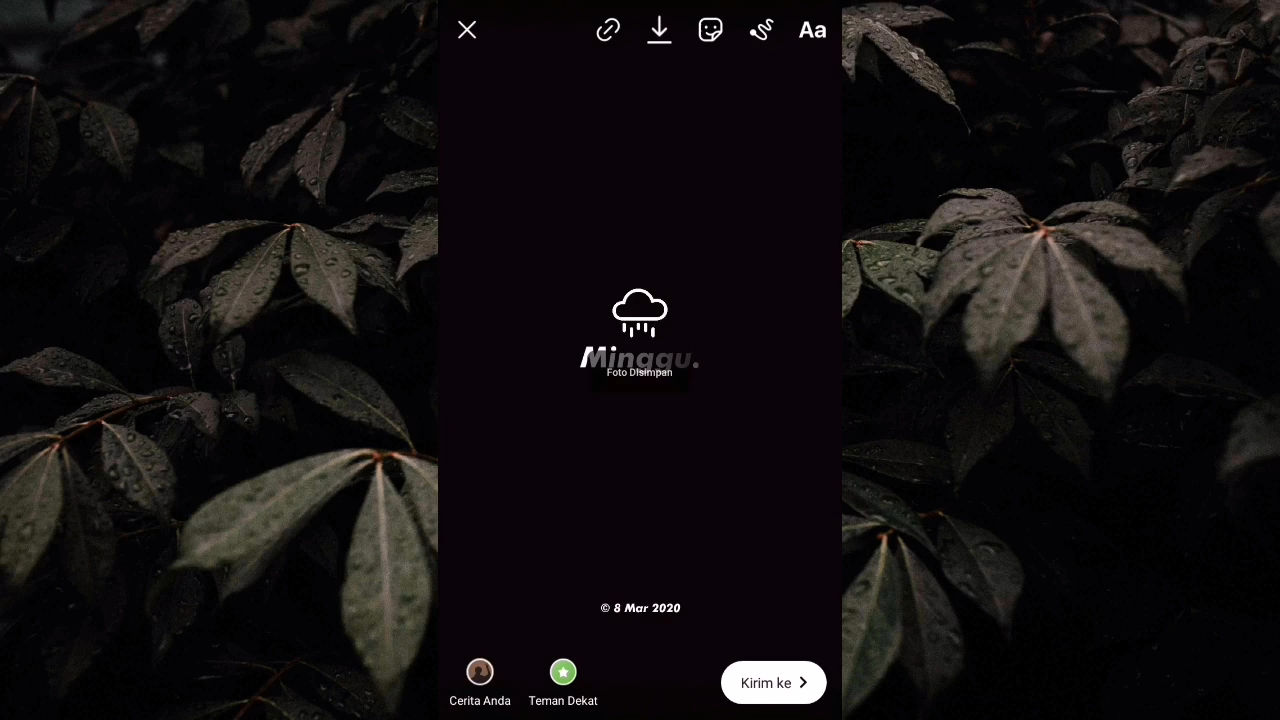 Aa
Minggu.
Foto Disimpan
© 8 Mar 2020
Cerita Anda
Teman Dekat
Kirim ke